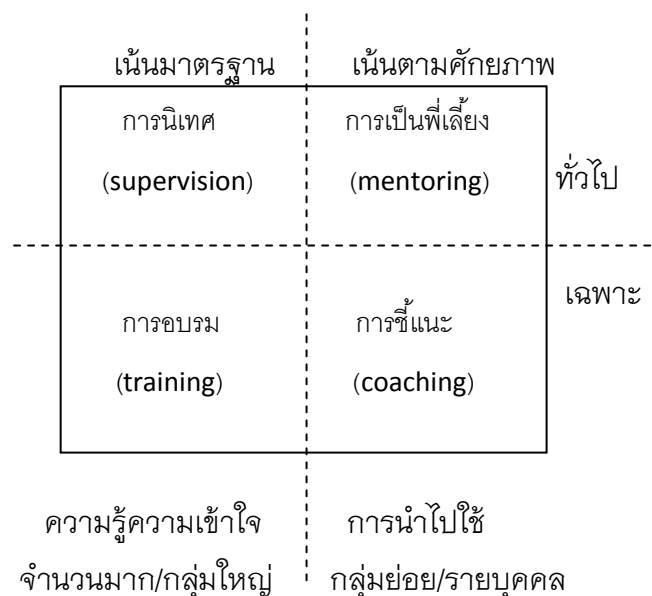 เน้นมาตรฐาน
เน้นตามศักยภาพ
การนิเทศ
(supervision)
การเป็นพี่เลี้ยง
(mentoring)
ทั่วไป
เฉพาะ
การอบรม
(training)
การชี้แนะ
(coaching)
ความรู้ความเข้าใจ
จำนวนมาก/กลุ่มใหญ่
การนำไปใช้
กลุ่มย่อย/รายบุคคล